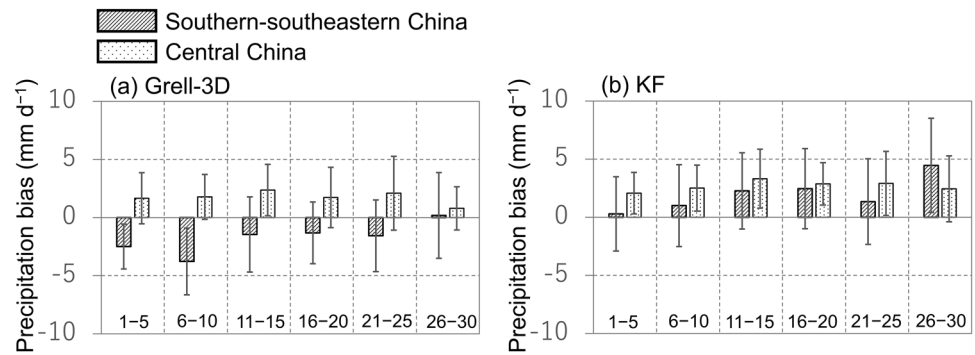 Southern-southeastern China
Central China
(a) Grell-3D
Precipitation bias (mm d⁻¹)
10
5
0
-5
-10
1−5 6−10 11−15 16−20 21−25 26−30
(b) KF
Precipitation bias (mm d⁻¹)
10
5
0
-5
-10
1−5 6−10 11−15 16−20 21−25 26−30